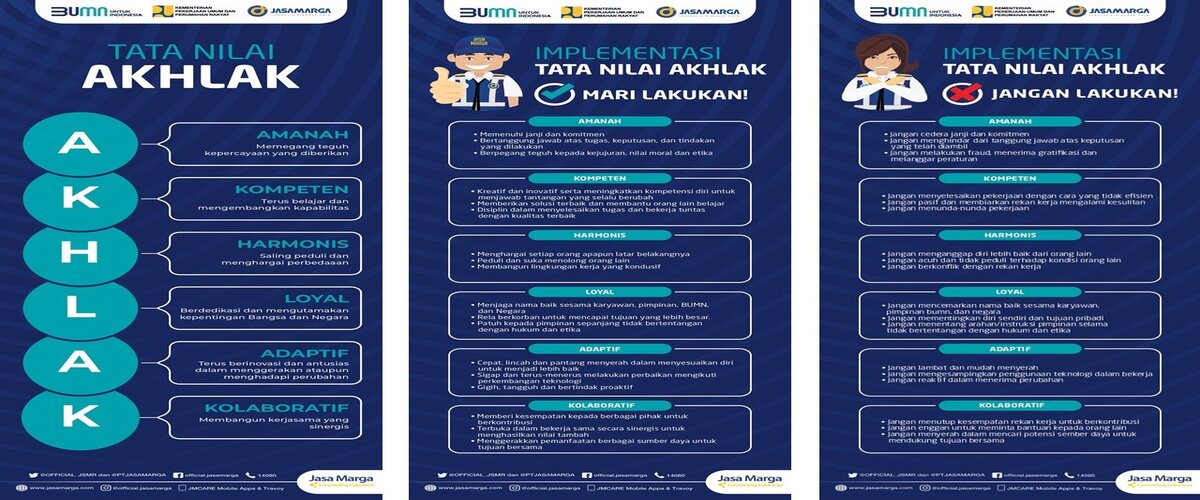 BUMN UNTUK INDONESIA
KEMENTERIAN PEKERJAAN UMUM DAN PERUMAHAN RAKYAT
JASAMARGA
TATA NILAI
AKHLAK
A
AMANAH
Memegang teguh
kepercayaan yang diberikan
K
KOMPETEN
Terus belajar dan
mengembangkan kapabilitas
H
HARMONIS
Saling peduli dan
menghargai perbedaaan
L
LOYAL
Berdedikasi dan mengutamakan
kepentingan Bangsa dan Negara
A
ADAPTIF
Terus berinovasi dan antusias
dalam menggerakan ataupun
menghadapi perubahan
K
KOLABORATIF
Membangun kerjasama yang
sinergis
@OFFICIAL_JSMR dan @PTJASAMARGA official.jasamarga 14080
www.jasamarga.com @official.jasamarga JMCARE Mobile Apps & Travoy
Jasa Marga
Connecting Indonesia
BUMN UNTUK INDONESIA
KEMENTERIAN PEKERJAAN UMUM DAN PERUMAHAN RAKYAT
JASAMARGA
JASA MARGA
IMPLEMENTASI
TATA NILAI AKHLAK
MARI LAKUKAN!
AMANAH
• Memenuhi janji dan komitmen
• Bertanggung jawab atas tugas, keputusan, dan tindakan
yang dilakukan
• Berpegang teguh kepada kejujuran, nilai moral dan etika
KOMPETEN
• Kreatif dan inovatif serta meningkatkan kompetensi diri untuk
menjawab tantangan yang selalu berubah
• Memberikan solusi terbaik dan membantu orang lain belajar
• Disiplin dalam menyelesaikan tugas dan bekerja tuntas
dengan kualitas terbaik
HARMONIS
• Menghargai setiap orang apapun latar belakangnya
• Peduli dan suka menolong orang lain
• Membangun lingkungan kerja yang kondusif
LOYAL
• Menjaga nama baik sesama karyawan, pimpinan, BUMN,
dan Negara
• Rela berkorban untuk mencapai tujuan yang lebih besar.
• Patuh kepada pimpinan sepanjang tidak bertentangan
dengan hukum dan etika
ADAPTIF
• Cepat, lincah dan pantang menyerah dalam menyesuaikan diri
untuk menjadi lebih baik
• Sigap dan terus-menerus melakukan perbaikan mengikuti
perkembangan teknologi
• Gigih, tangguh dan bertindak proaktif
KOLABORATIF
• Memberi kesempatan kepada berbagai pihak untuk
berkontribusi
• Terbuka dalam bekerja sama secara sinergis untuk
menghasilkan nilai tambah
• Menggerakkan pemanfaatan berbagai sumber daya untuk
tujuan bersama
@OFFICIAL_JSMR dan @PTJASAMARGA official.jasamarga 14080
www.jasamarga.com @official.jasamarga JMCARE Mobile Apps & Travoy
Jasa Marga
Connecting Indonesia
BUMN UNTUK INDONESIA
KEMENTERIAN PEKERJAAN UMUM DAN PERUMAHAN RAKYAT
JASAMARGA
IMPLEMENTASI
TATA NILAI AKHLAK
JANGAN LAKUKAN!
AMANAH
• Jangan cedera janji dan komitmen
• Jangan menghindar dari tanggung jawab atas keputusan
yang telah diambil
• Jangan melakukan fraud, menerima gratifikasi dan
melanggar peraturan
KOMPETEN
• Jangan menyelesaikan pekerjaan dengan cara yang tidak efisien
• Jangan pasif dan membiarkan rekan kerja mengalami kesulitan
• Jangan menunda-nunda pekerjaan
HARMONIS
• Jangan menganggap diri lebih baik dari orang lain
• Jangan acuh dan tidak peduli terhadap kondisi orang lain
• Jangan berkonflik dengan rekan kerja
LOYAL
• Jangan mencemarkan nama baik sesama karyawan,
pimpinan bumn, dan negara
• Jangan mementingkan diri sendiri dan tujuan pribadi
• Jangan menentang arahan/instruksi pimpinan selama
tidak bertentangan dengan hukum dan etika
ADAPTIF
• Jangan lambat dan mudah menyerah
• Jangan mengesampingkan penggunaan teknologi dalam bekerja
• Jangan reaktif dalam menerima perubahan
KOLABORATIF
• Jangan menutup kesempatan rekan kerja untuk berkontribusi
• Jangan enggan untuk meminta bantuan kepada orang lain
• Jangan menyerah dalam mencari potensi sember daya untuk
mendukung tujuan bersama
@OFFICIAL_JSMR dan @PTJASAMARGA official.jasamarga 14080
www.jasamarga.com @official.jasamarga JMCARE Mobile Apps & Travoy
Jasa Marga
Connecting Indonesia